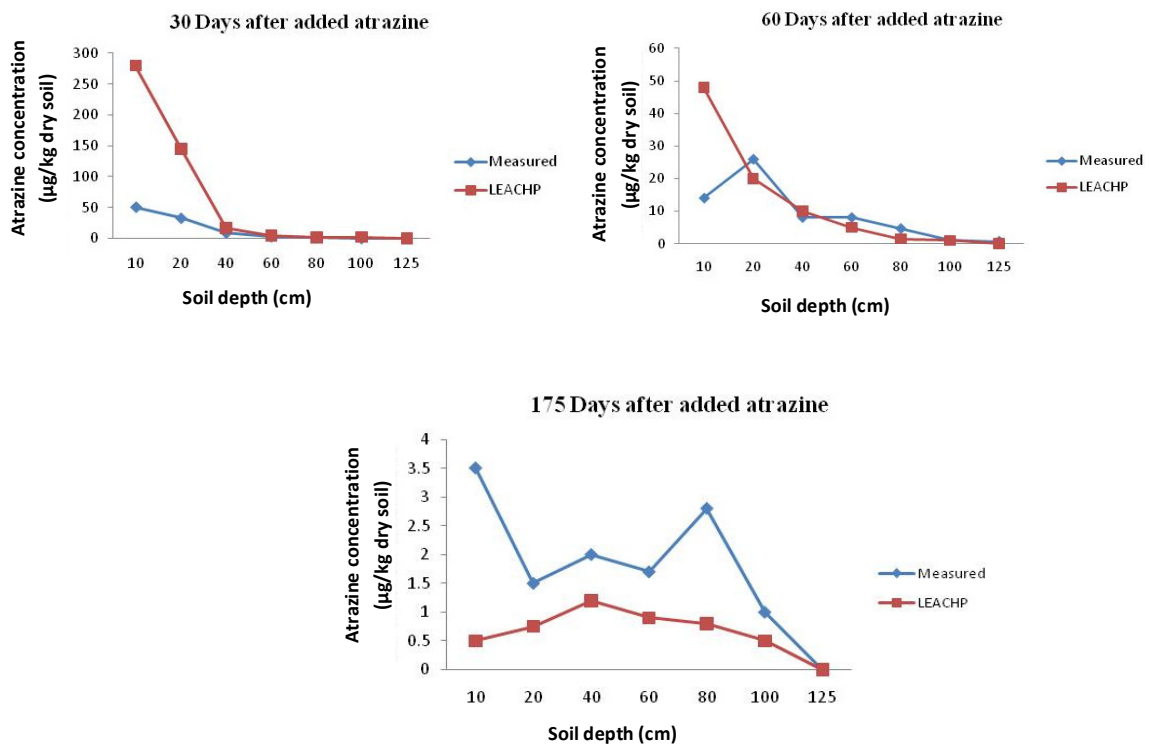 30 Days after added atrazine
Atrazine concentration
(µg/kg dry soil)
300
250
200
150
100
50
0
10 20 40 60 80 100 125
Soil depth (cm)
Measured
LEACHP
60 Days after added atrazine
Atrazine concentration
(µg/kg dry soil)
60
50
40
30
20
10
0
10 20 40 60 80 100 125
Soil depth (cm)
Measured
LEACHP
175 Days after added atrazine
Atrazine concentration
(µg/kg dry soil)
4
3.5
3
2.5
2
1.5
1
0.5
0
10 20 40 60 80 100 125
Soil depth (cm)
Measured
LEACHP